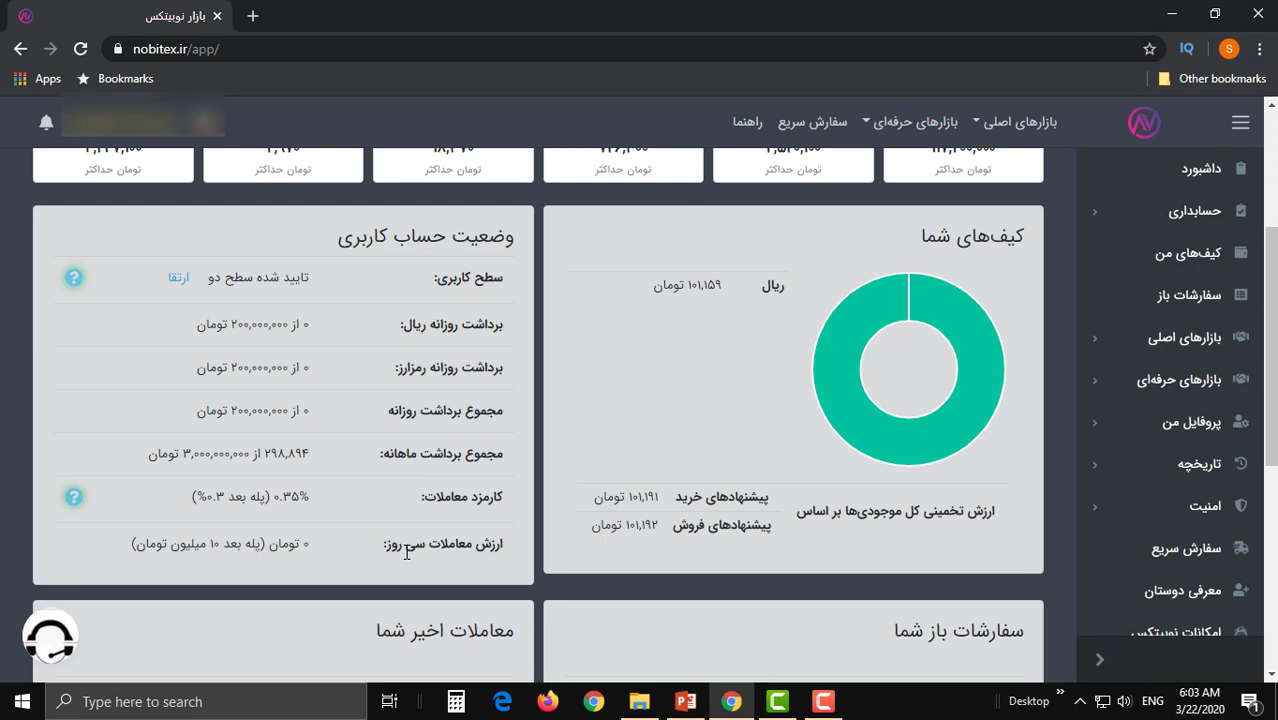 بازار نوبیتکس
nobitex.ir/app/
IQ
S
Apps
Bookmarks
Other bookmarks
بازارهای اصلی
بازارهای حرفه‌ای
سفارش سریع
راهنما
تومان حداکثر
تومان حداکثر
تومان حداکثر
تومان حداکثر
تومان حداکثر
تومان حداکثر
داشبورد
حسابداری
کیف‌های من
سفارشات باز
بازارهای اصلی
بازارهای حرفه‌ای
پروفایل من
تاریخچه
امنیت
سفارش سریع
معرفی دوستان
امکانات نوبیتکس
کیف‌های شما
ریال ۱۰۱,۱۵۹ تومان
ارزش تخمینی کل موجودی‌ها بر اساس
پیشنهادهای خرید ۱۰۱,۱۹۱ تومان
پیشنهادهای فروش ۱۰۱,۱۹۲ تومان
وضعیت حساب کاربری
سطح کاربری: تایید شده سطح دو ارتقا ?
برداشت روزانه ریال: ۰ از ۲۰۰,۰۰۰,۰۰۰ تومان
برداشت روزانه رمزارز: ۰ از ۲۰۰,۰۰۰,۰۰۰ تومان
مجموع برداشت روزانه ۰ از ۲۰۰,۰۰۰,۰۰۰ تومان
مجموع برداشت ماهانه: ۲۹۸,۸۹۴ از ۳,۰۰۰,۰۰۰,۰۰۰ تومان
کارمزد معاملات: ۰.۳۵% (پله بعد ۰.۳%) ?
ارزش معاملات سی روز: ۰ تومان (پله بعد ۱۰ میلیون تومان)
سفارشات باز شما
معاملات اخیر شما
Type here to search
Desktop
ENG
6:03 AM
3/22/2020
1